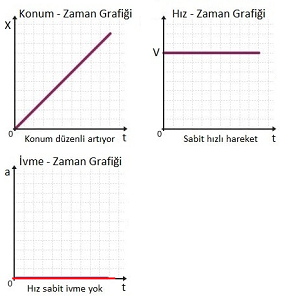 Konum - Zaman Grafiği
X
0
t
Konum düzenli artıyor
Hız - Zaman Grafiği
V
0
t
Sabit hızlı hareket
İvme - Zaman Grafiği
a
0
t
Hız sabit ivme yok